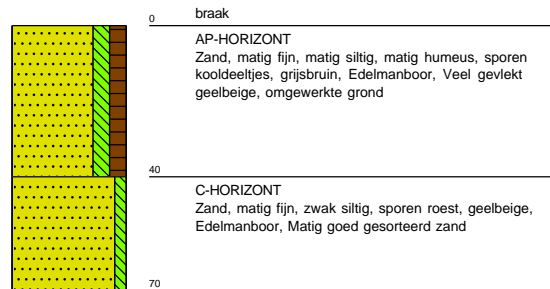 0 braak
AP-HORIZONT
Zand, matig fijn, matig siltig, matig humeus, sporen
kooldeeltjes, grijsbruin, Edelmanboor, Veel gevlekt
geelbeige, omgewerkte grond
40
C-HORIZONT
Zand, matig fijn, zwak siltig, sporen roest, geelbeige,
Edelmanboor, Matig goed gesorteerd zand
70